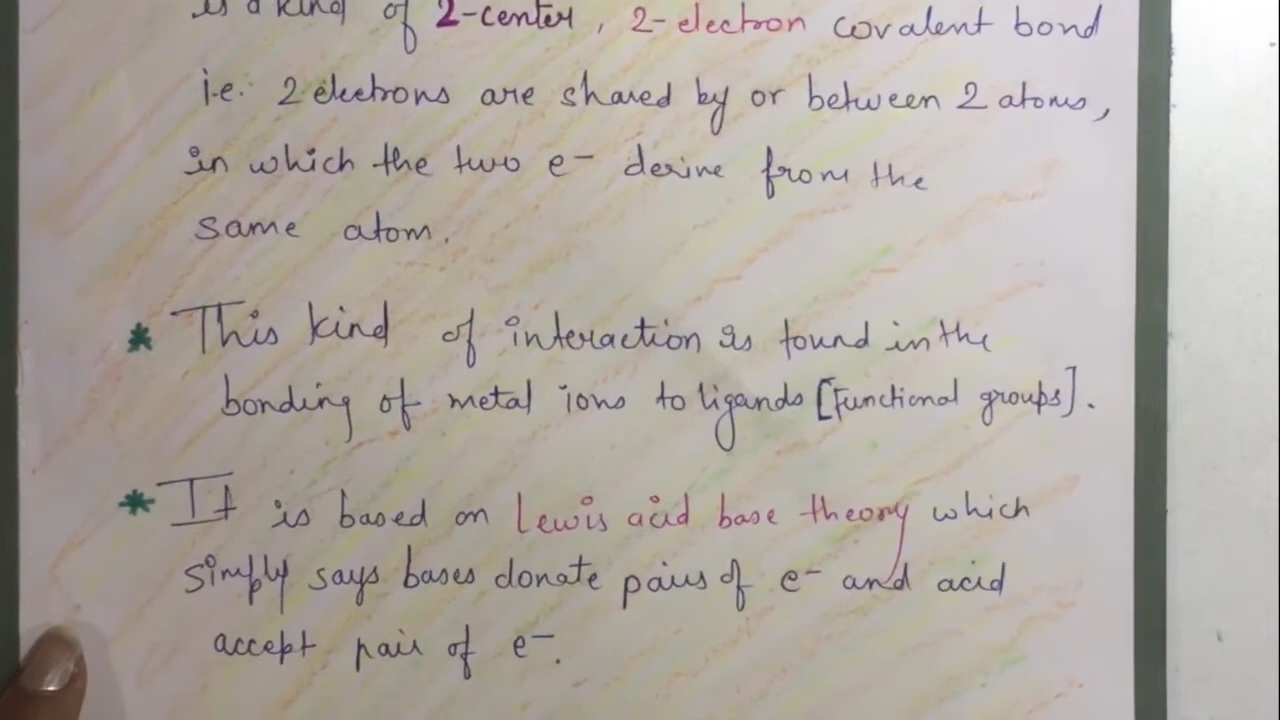 is a kind of 2-center, 2-electron covalent bond
i.e. 2 electrons are shared by or between 2 atoms,
in which the two e- derive from the
same atom.
* This kind of interaction is found in the
bonding of metal ions to ligands [Functional groups].
* It is based on Lewis acid base theory which
simply says bases donate pairs of e- and acid
accept pair of e-.